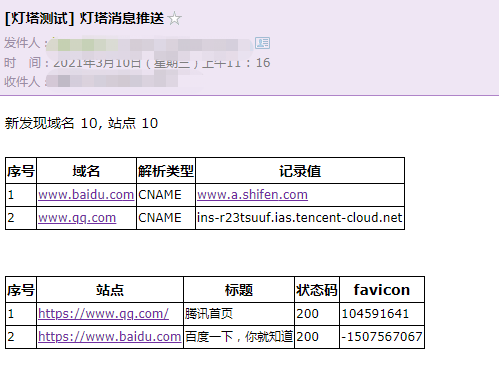 [灯塔测试] 灯塔消息推送 ☆
发件人：
时　间：2021年3月10日（星期三）上午11：16
收件人：
新发现域名 10, 站点 10
序号 域名 解析类型 记录值
1 www.baidu.com CNAME www.a.shifen.com
2 www.qq.com CNAME ins-r23tsuuf.ias.tencent-cloud.net
序号 站点 标题 状态码 favicon
1 https://www.qq.com/ 腾讯首页 200 104591641
2 https://www.baidu.com 百度一下，你就知道 200 -1507567067